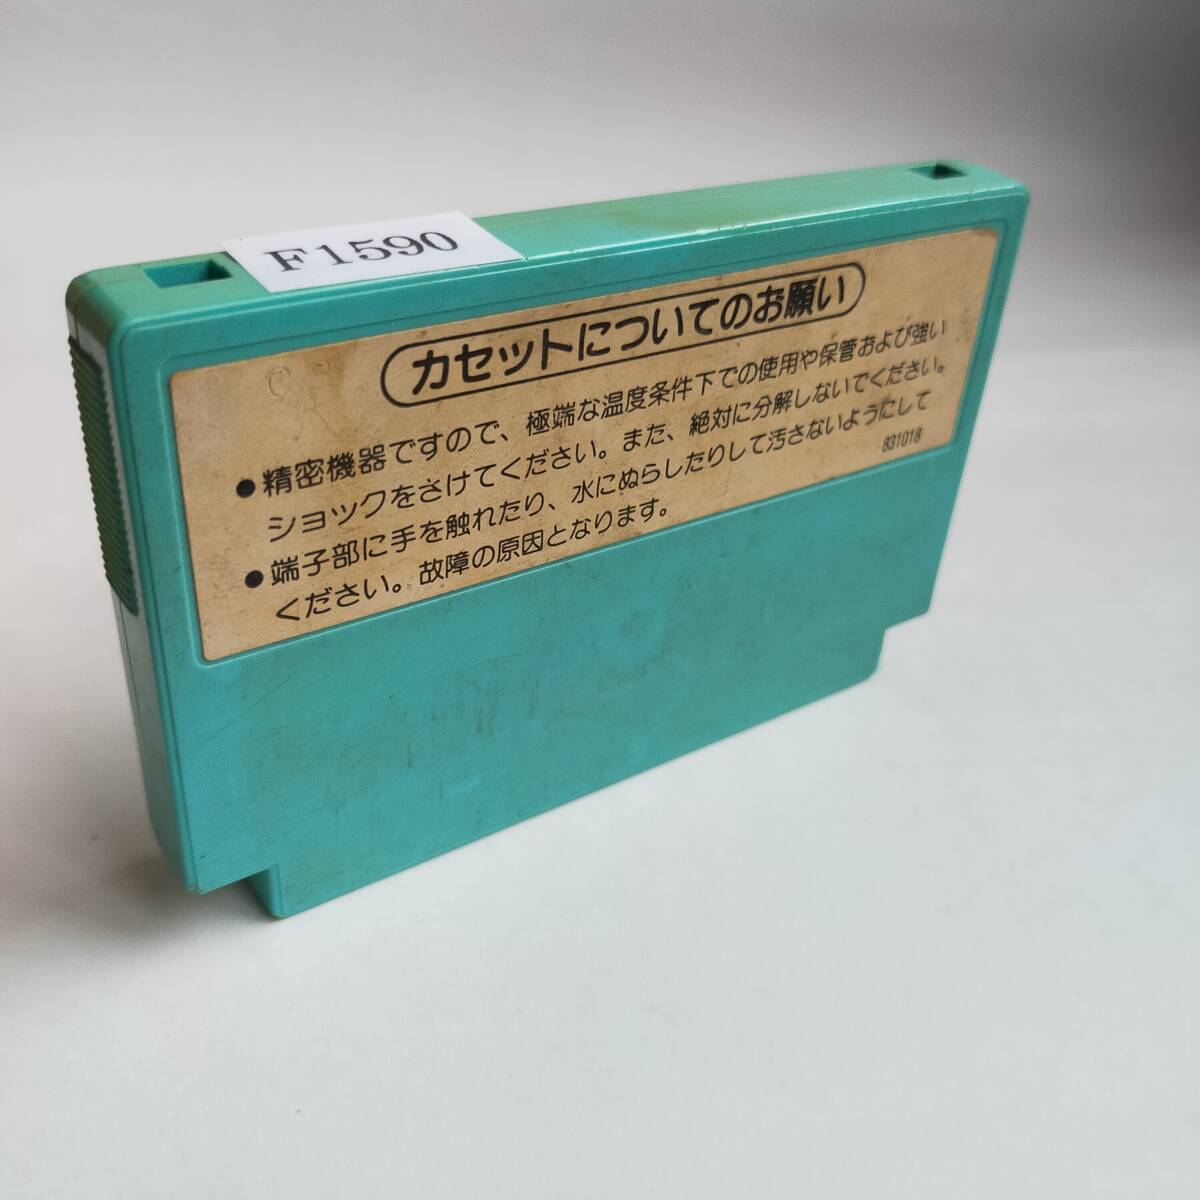 F1590
カセットについてのお願い
●精密機器ですので、極端な温度条件下での使用や保管および強い
ショックをさけてください。また、絶対に分解しないでください。
●端子部に手を触れたり、水にぬらしたりして汚さないようにして
ください。故障の原因となります。
831018